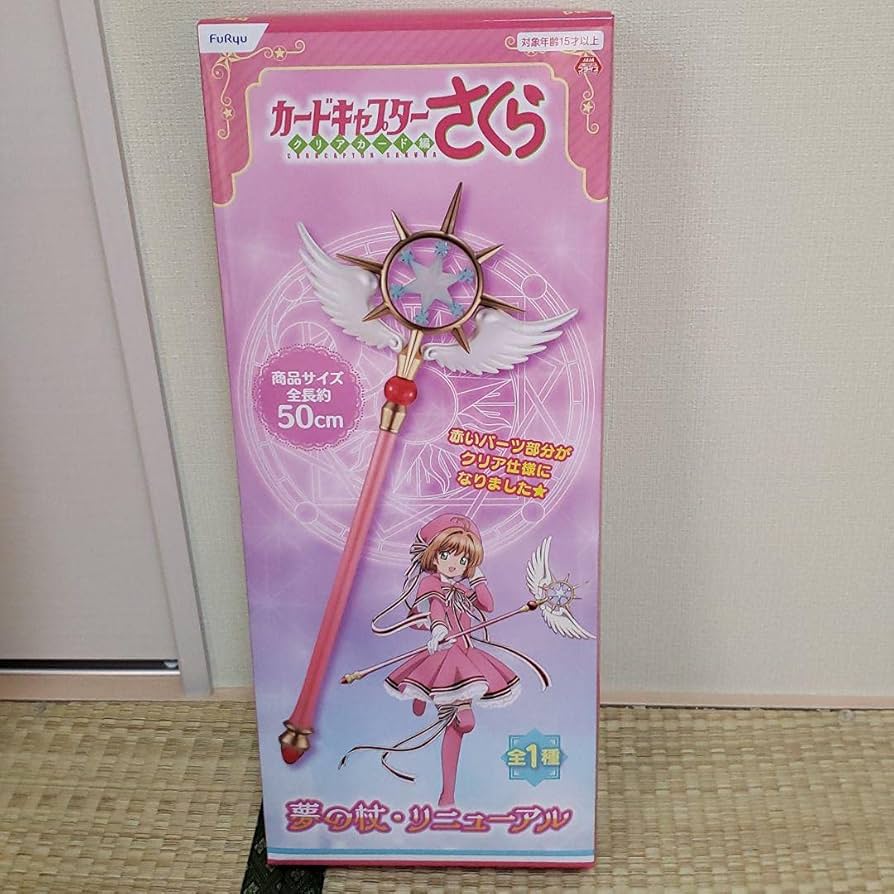 FuRyu
対象年齢15才以上
カードキャプターさくら
クリアカード編
CARDCAPTOR SAKURA
商品サイズ
全長約
50cm
赤いパーツ部分が
クリア仕様に
なりました★
全1種
夢の杖・リニューアル